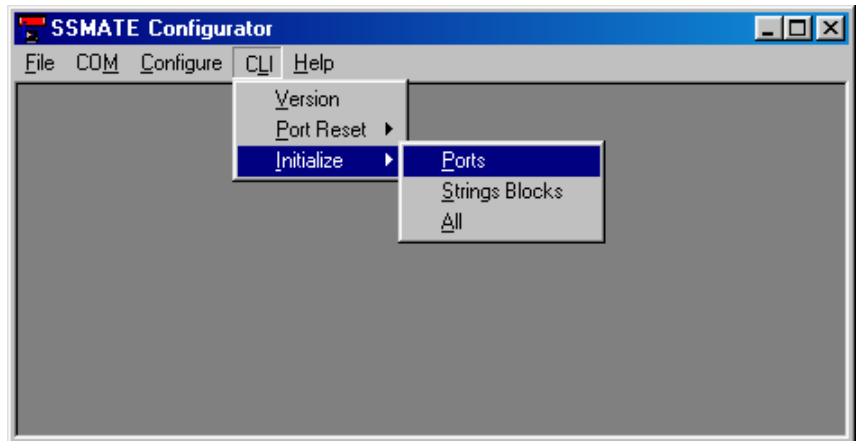 SSMATE Configurator
File COM Configure CLI Help
Version
Port Reset
Initialize Ports
Strings Blocks
All